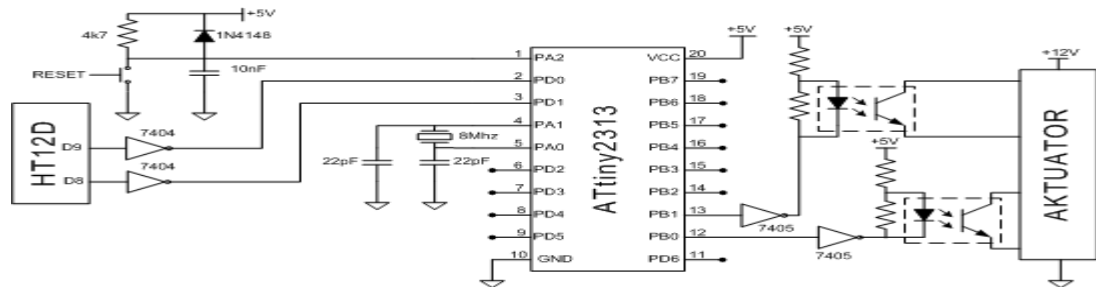 +5V
4k7
1N4148
RESET
10nF
HT12D
D9
D8
7404
7404
22pF
22pF
8Mhz
ATtiny2313
1 PA2
2 PD0
3 PD1
4 PA1
5 PA0
6 PD2
7 PD3
8 PD4
9 PD5
10 GND
VCC 20
PB7 19
PB6 18
PB5 17
PB4 16
PB3 15
PB2 14
PB1 13
PB0 12
PD6 11
+5V
+5V
7405
7405
+5V
+12V
AKTUATOR